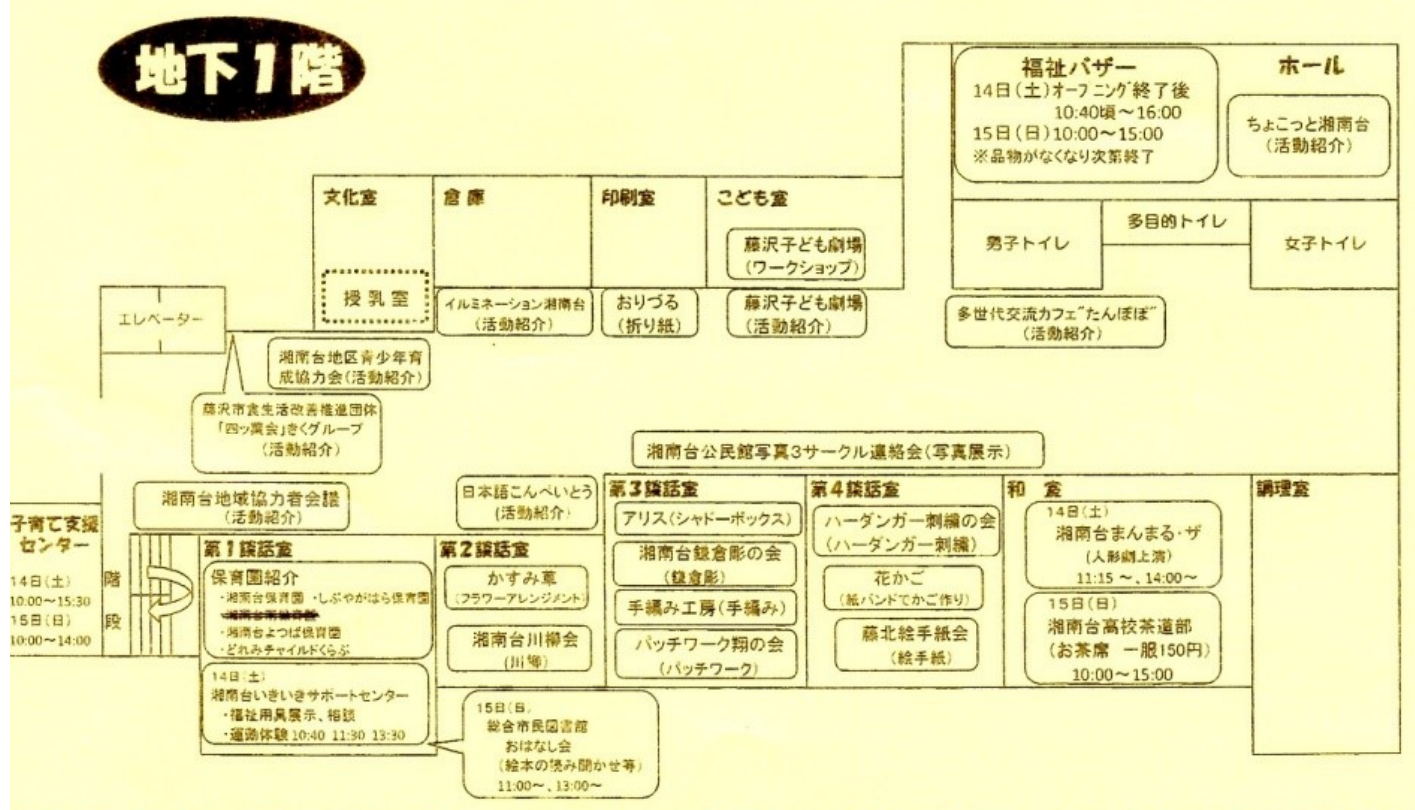 地下1階
福祉バザー
14日(土)オープニング終了後
10:40頃～16:00
15日(日)10:00～15:00
※品物がなくなり次第終了
ホール
ちょこっと湘南台
(活動紹介)
文化室
倉庫
印刷室
こども室
藤沢子ども劇場
(ワークショップ)
男子トイレ
多目的トイレ
女子トイレ
授乳室
エレベーター
イルミネーション湘南台
(活動紹介)
おりづる
(折り紙)
藤沢子ども劇場
(活動紹介)
多世代交流カフェ"たんぽぽ"
(活動紹介)
湘南台地区青少年育
成協力会(活動紹介)
藤沢市食生活改善推進団体
「四ッ葉会」きくグループ
(活動紹介)
湘南台公民館写真3サークル連絡会(写真展示)
湘南台地域協力者会議
(活動紹介)
日本語こんぺいとう
(活動紹介)
子育て支援
センター
14日(土)
10:00～15:30
15日(日)
10:00～14:00
階
段
第1談話室
保育園紹介
・湘南台保育園 ・しぶやがはら保育園
・湘南台よつば保育園
・どれみチャイルドくらぶ
14日(土)
湘南台いきいきサポートセンター
・福祉用具展示、相談
・運動体験 10:40 11:30 13:30
第2談話室
かすみ草
(フラワーアレンジメント)
湘南台川柳会
(川柳)
15日(日)
総合市民図書館
おはなし会
(絵本の読み聞かせ等)
11:00～、13:00～
第3談話室
アリス(シャドーボックス)
湘南台鎌倉彫の会
(鎌倉彫)
手編み工房(手編み)
パッチワーク翔の会
(パッチワーク)
第4談話室
ハーダンガー刺繍の会
(ハーダンガー刺繍)
花かご
(紙バンドでかご作り)
藤北絵手紙会
(絵手紙)
和室
14日(土)
湘南台まんまる・ザ
(人形劇上演)
11:15～、14:00～
15日(日)
湘南台高校茶道部
(お茶席 一服150円)
10:00～15:00
調理室